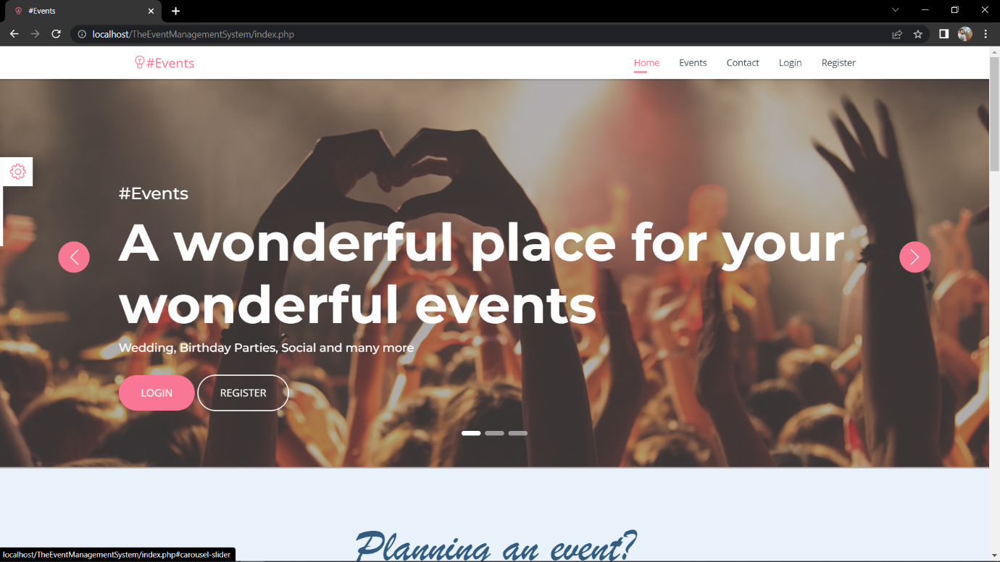 #Events
localhost/TheEventManagementSystem/index.php
#Events
Home Events Contact Login Register
#Events
A wonderful place for your
wonderful events
Wedding, Birthday Parties, Social and many more
LOGIN REGISTER
Planning an event?
localhost/TheEventManagementSystem/index.php#carousel-slider